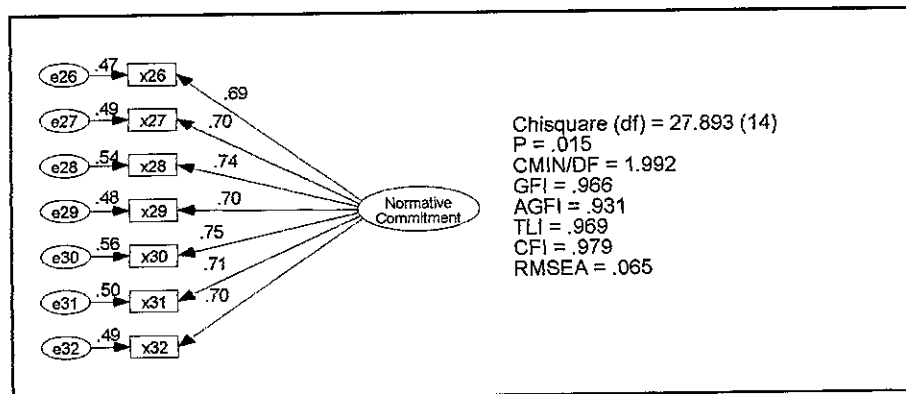 .47
e26 x26
.69
.49
e27 x27
.70
.54
e28 x28
.74
.48
e29 x29
.70
Normative
Commitment
.56
e30 x30
.75
.50
e31 x31
.71
.49
e32 x32
.70
Chisquare (df) = 27.893 (14)
P = .015
CMIN/DF = 1.992
GFI = .966
AGFI = .931
TLI = .969
CFI = .979
RMSEA = .065